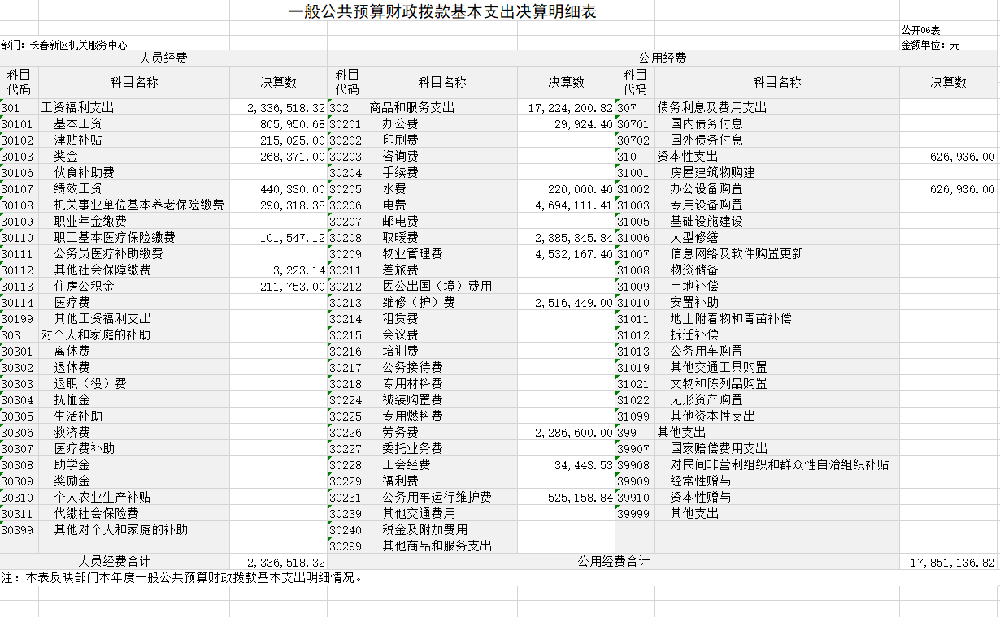 一般公共预算财政拨款基本支出决算明细表
公开06表
部门：长春新区机关服务中心 金额单位：元
人员经费 公用经费
科目代码 科目名称 决算数 科目代码 科目名称 决算数 科目代码 科目名称 决算数
301 工资福利支出 2,336,518.32 302 商品和服务支出 17,224,200.82 307 债务利息及费用支出
30101 基本工资 805,950.68 30201 办公费 29,924.40 30701 国内债务付息
30102 津贴补贴 215,025.00 30202 印刷费 30702 国外债务付息
30103 奖金 268,371.00 30203 咨询费 310 资本性支出 626,936.00
30106 伙食补助费 30204 手续费 31001 房屋建筑物购建
30107 绩效工资 440,330.00 30205 水费 220,000.40 31002 办公设备购置 626,936.00
30108 机关事业单位基本养老保险缴费 290,318.38 30206 电费 4,694,111.41 31003 专用设备购置
30109 职业年金缴费 30207 邮电费 31005 基础设施建设
30110 职工基本医疗保险缴费 101,547.12 30208 取暖费 2,385,345.84 31006 大型修缮
30111 公务员医疗补助缴费 30209 物业管理费 4,532,167.40 31007 信息网络及软件购置更新
30112 其他社会保障缴费 3,223.14 30211 差旅费 31008 物资储备
30113 住房公积金 211,753.00 30212 因公出国（境）费用 31009 土地补偿
30114 医疗费 30213 维修（护）费 2,516,449.00 31010 安置补助
30199 其他工资福利支出 30214 租赁费 31011 地上附着物和青苗补偿
303 对个人和家庭的补助 30215 会议费 31012 拆迁补偿
30301 离休费 30216 培训费 31013 公务用车购置
30302 退休费 30217 公务接待费 31019 其他交通工具购置
30303 退职（役）费 30218 专用材料费 31021 文物和陈列品购置
30304 抚恤金 30224 被装购置费 31022 无形资产购置
30305 生活补助 30225 专用燃料费 31099 其他资本性支出
30306 救济费 30226 劳务费 2,286,600.00 399 其他支出
30307 医疗费补助 30227 委托业务费 39907 国家赔偿费用支出
30308 助学金 30228 工会经费 34,443.53 39908 对民间非营利组织和群众性自治组织补贴
30309 奖励金 30229 福利费 39909 经常性赠与
30310 个人农业生产补贴 30231 公务用车运行维护费 525,158.84 39910 资本性赠与
30311 代缴社会保险费 30239 其他交通费用 39999 其他支出
30399 其他对个人和家庭的补助 30240 税金及附加费用
30299 其他商品和服务支出
人员经费合计 2,336,518.32 公用经费合计 17,851,136.82
注：本表反映部门本年度一般公共预算财政拨款基本支出明细情况。